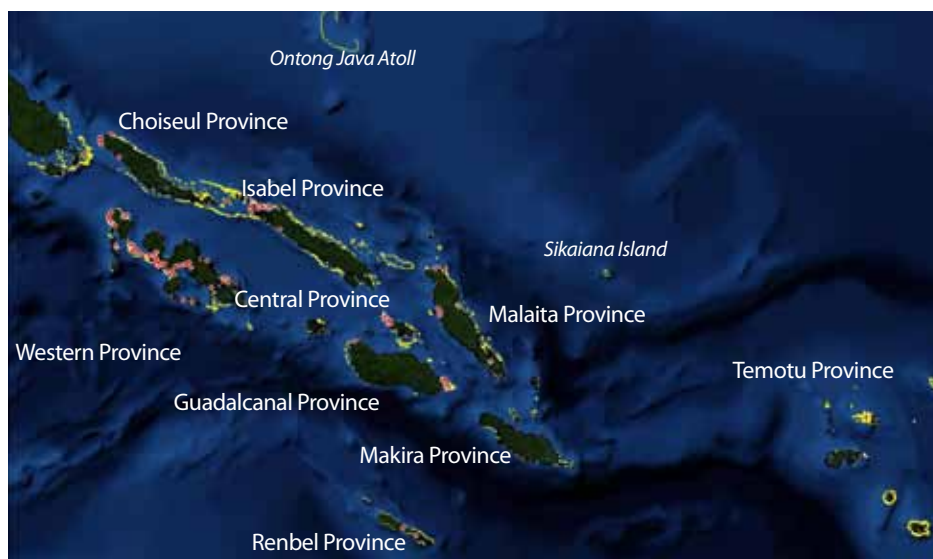 Ontong Java Atoll
Choiseul Province
Isabel Province
Sikaiana Island
Central Province
Malaita Province
Western Province
Temotu Province
Guadalcanal Province
Makira Province
Renbel Province